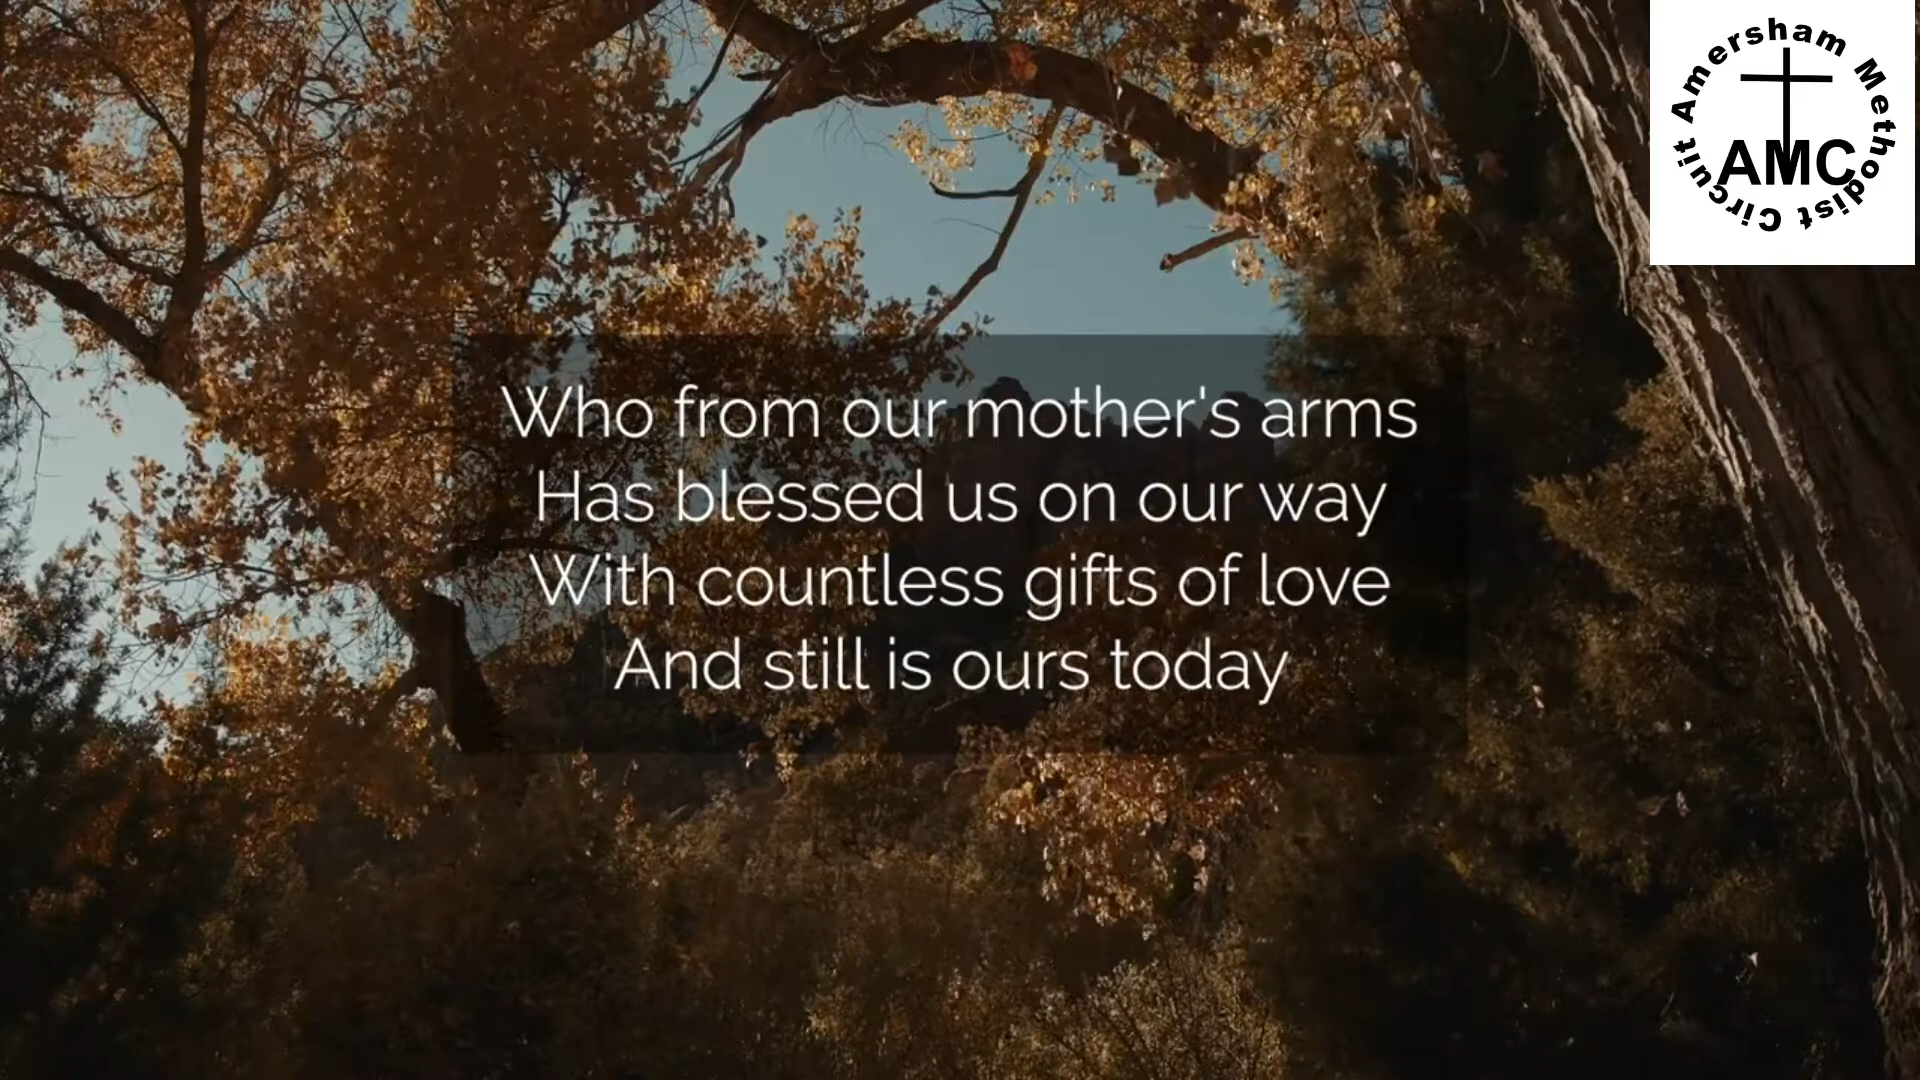 Who from our mother's arms
Has blessed us on our way
With countless gifts of love
And still is ours today
Amersham Methodist Circuit
AMC